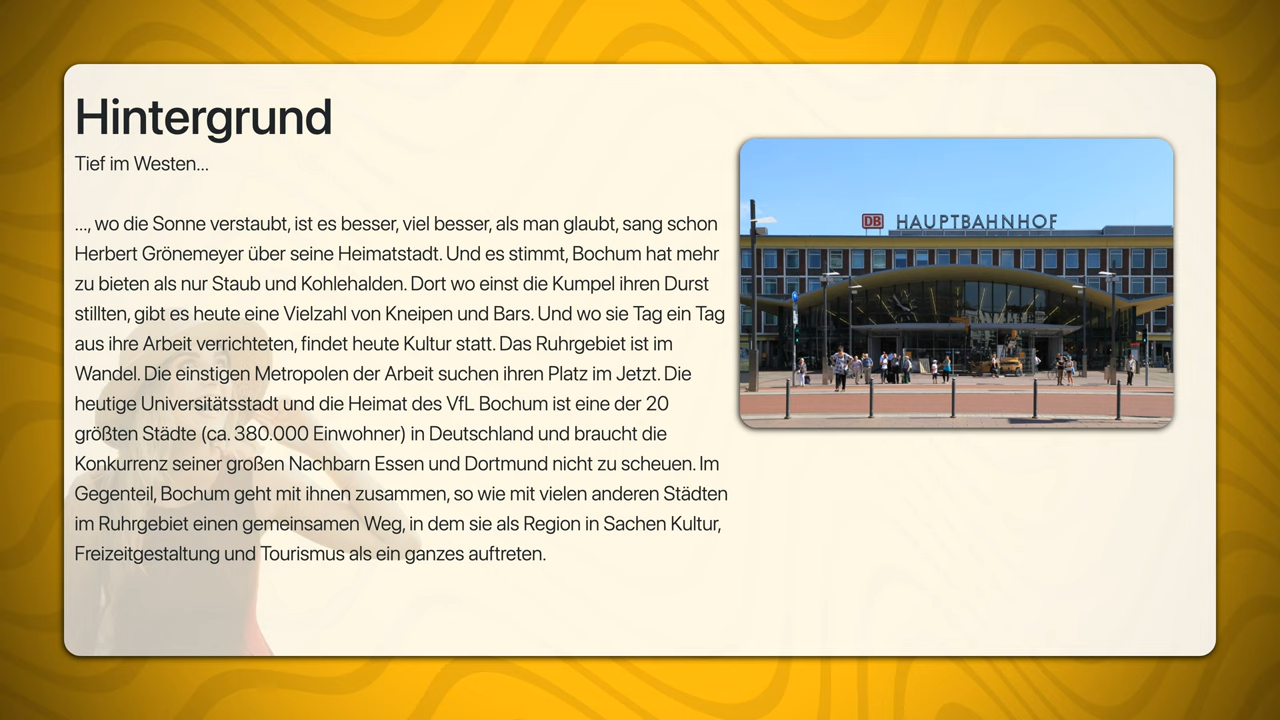 Hintergrund
Tief im Westen...
..., wo die Sonne verstaubt, ist es besser, viel besser, als man glaubt, sang schon
Herbert Grönemeyer über seine Heimatstadt. Und es stimmt, Bochum hat mehr
zu bieten als nur Staub und Kohlehalden. Dort wo einst die Kumpel ihren Durst
stillten, gibt es heute eine Vielzahl von Kneipen und Bars. Und wo sie Tag ein Tag
aus ihre Arbeit verrichteten, findet heute Kultur statt. Das Ruhrgebiet ist im
Wandel. Die einstigen Metropolen der Arbeit suchen ihren Platz im Jetzt. Die
heutige Universitätsstadt und die Heimat des VfL Bochum ist eine der 20
größten Städte (ca. 380.000 Einwohner) in Deutschland und braucht die
Konkurrenz seiner großen Nachbarn Essen und Dortmund nicht zu scheuen. Im
Gegenteil, Bochum geht mit ihnen zusammen, so wie mit vielen anderen Städten
im Ruhrgebiet einen gemeinsamen Weg, in dem sie als Region in Sachen Kultur,
Freizeitgestaltung und Tourismus als ein ganzes auftreten.
DB HAUPTBAHNHOF